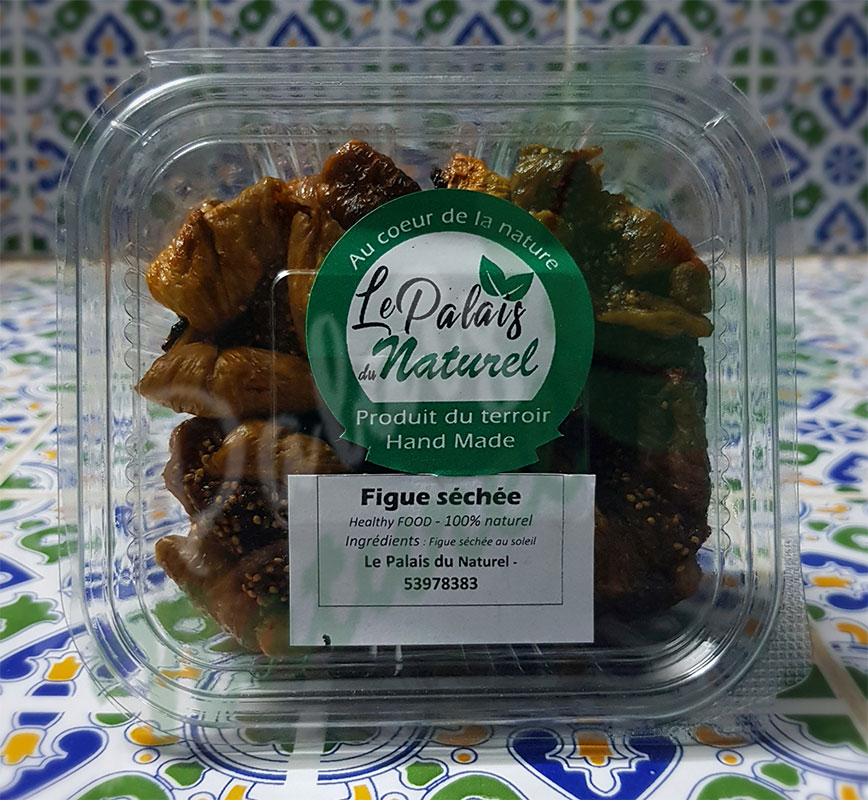 Au coeur de la nature
Le Palais
du Naturel
Produit du terroir
Hand Made
Figue séchée
Healthy FOOD - 100% naturel
Ingrédients : Figue séchée au soleil
Le Palais du Naturel -
53978383